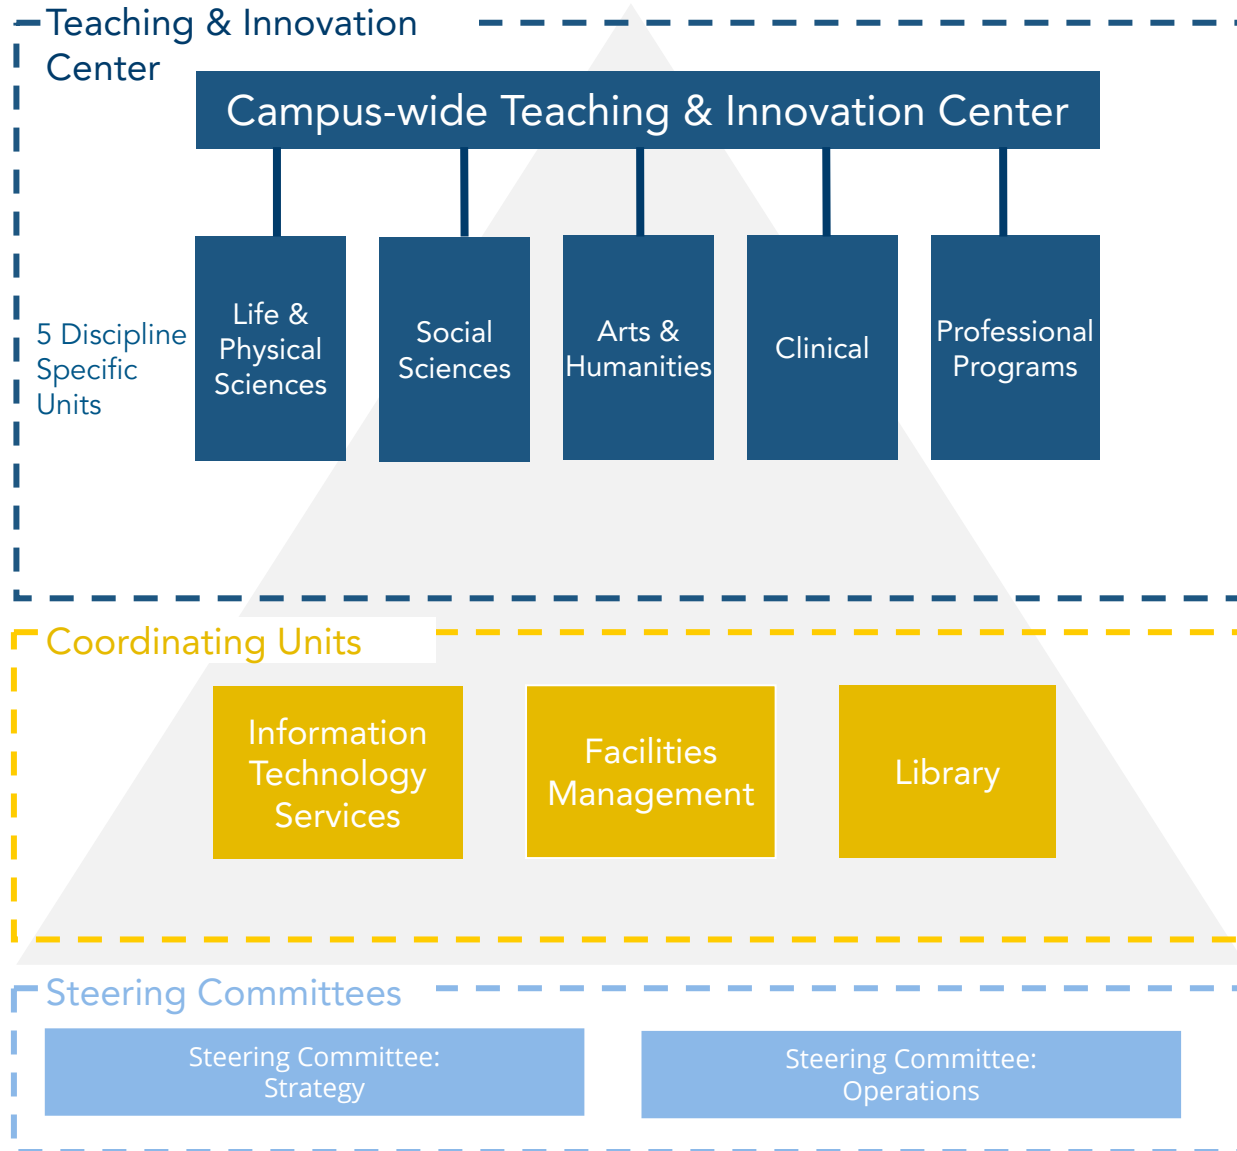 Teaching & Innovation
Center
Campus-wide Teaching & Innovation Center
5 Discipline
Specific
Units
Life &
Physical
Sciences
Social
Sciences
Arts &
Humanities
Clinical
Professional
Programs
Coordinating Units
Information
Technology
Services
Facilities
Management
Library
Steering Committees
Steering Committee:
Strategy
Steering Committee:
Operations